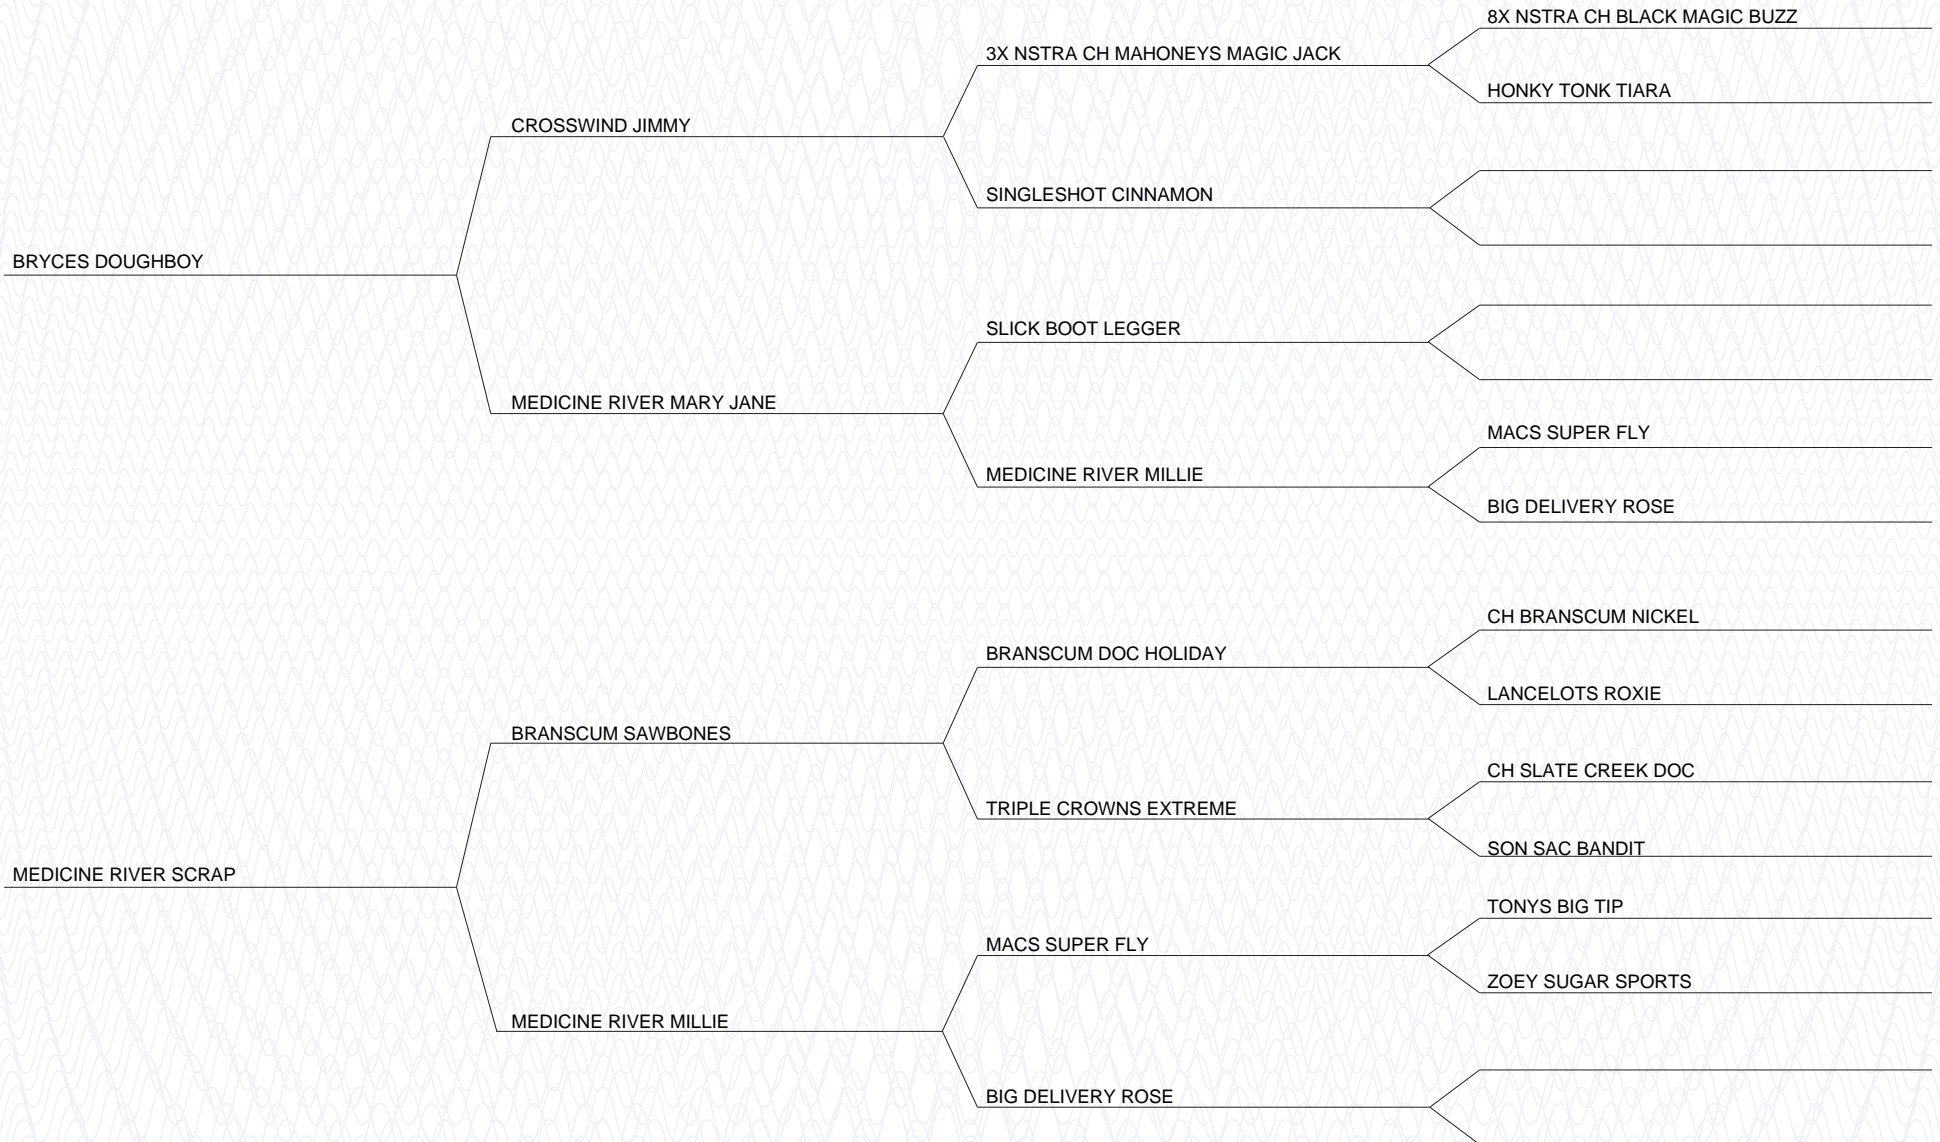 8X NSTRA CH BLACK MAGIC BUZZ
3X NSTRA CH MAHONEYS MAGIC JACK
HONKY TONK TIARA
CROSSWIND JIMMY
SINGLESHOT CINNAMON
BRYCES DOUGHBOY
SLICK BOOT LEGGER
MEDICINE RIVER MARY JANE
MACS SUPER FLY
MEDICINE RIVER MILLIE
BIG DELIVERY ROSE
CH BRANSCUM NICKEL
BRANSCUM DOC HOLIDAY
LANCELOTS ROXIE
BRANSCUM SAWBONES
CH SLATE CREEK DOC
TRIPLE CROWNS EXTREME
SON SAC BANDIT
MEDICINE RIVER SCRAP
TONYS BIG TIP
MACS SUPER FLY
ZOEY SUGAR SPORTS
MEDICINE RIVER MILLIE
BIG DELIVERY ROSE